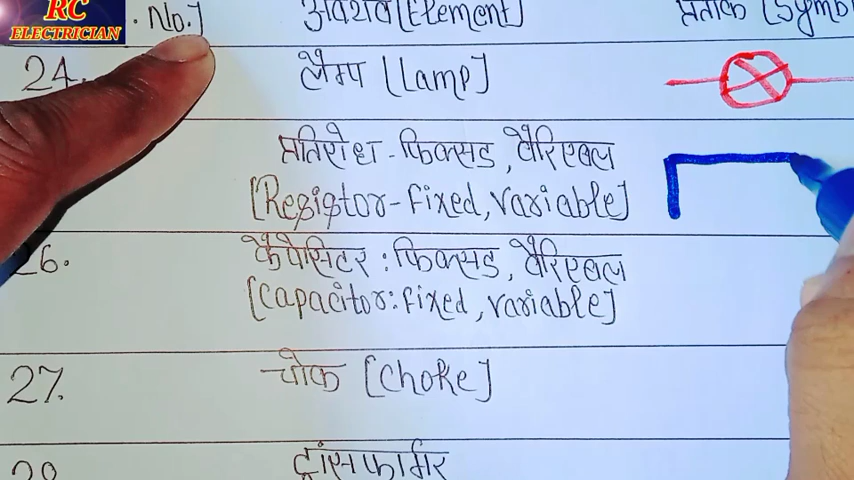 RC
ELECTRICIAN
. No.]
अवयव [Element]
प्रतीक [Symb
24.
लैम्प [Lamp]
प्रतिरोध - फिक्सड, वैरिएबल
[Resistor-fixed, variable]
26.
कैपेसिटर : फिक्सड, वैरिएबल
[capacitor: fixed, variable]
27.
चोक [choke]
28
ट्रांसफार्मर